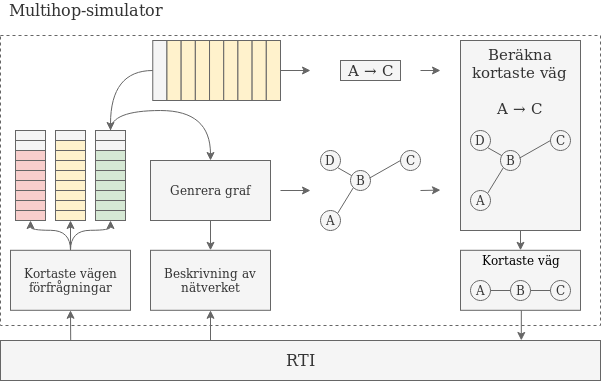 Multihop-simulator
A → C
Beräkna
kortaste väg
A → C
D
C
B
A
Genrera graf
D
C
B
A
Kortaste vägen
förfrågningar
Beskrivning av
nätverket
Kortaste väg
A
B
C
RTI